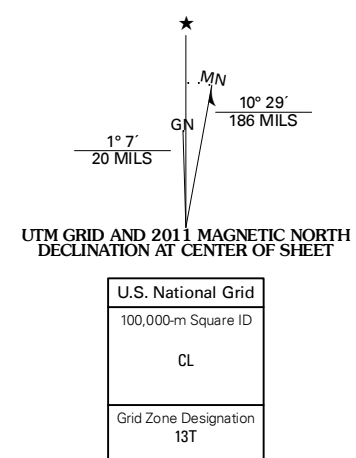 ★
MN
10° 29´
186 MILS
GN
1° 7´
20 MILS
UTM GRID AND 2011 MAGNETIC NORTH
DECLINATION AT CENTER OF SHEET
U.S. National Grid
100,000-m Square ID
CL
Grid Zone Designation
13T